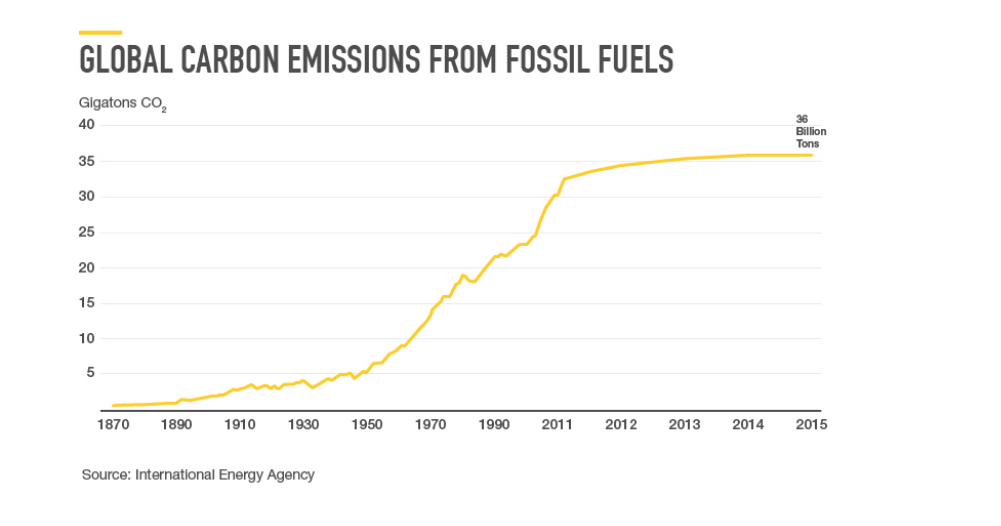 GLOBAL CARBON EMISSIONS FROM FOSSIL FUELS
Gigatons CO₂
40
36
Billion
Tons
35
30
25
20
15
10
5
1870 1890 1910 1930 1950 1970 1990 2011 2012 2013 2014 2015
Source: International Energy Agency